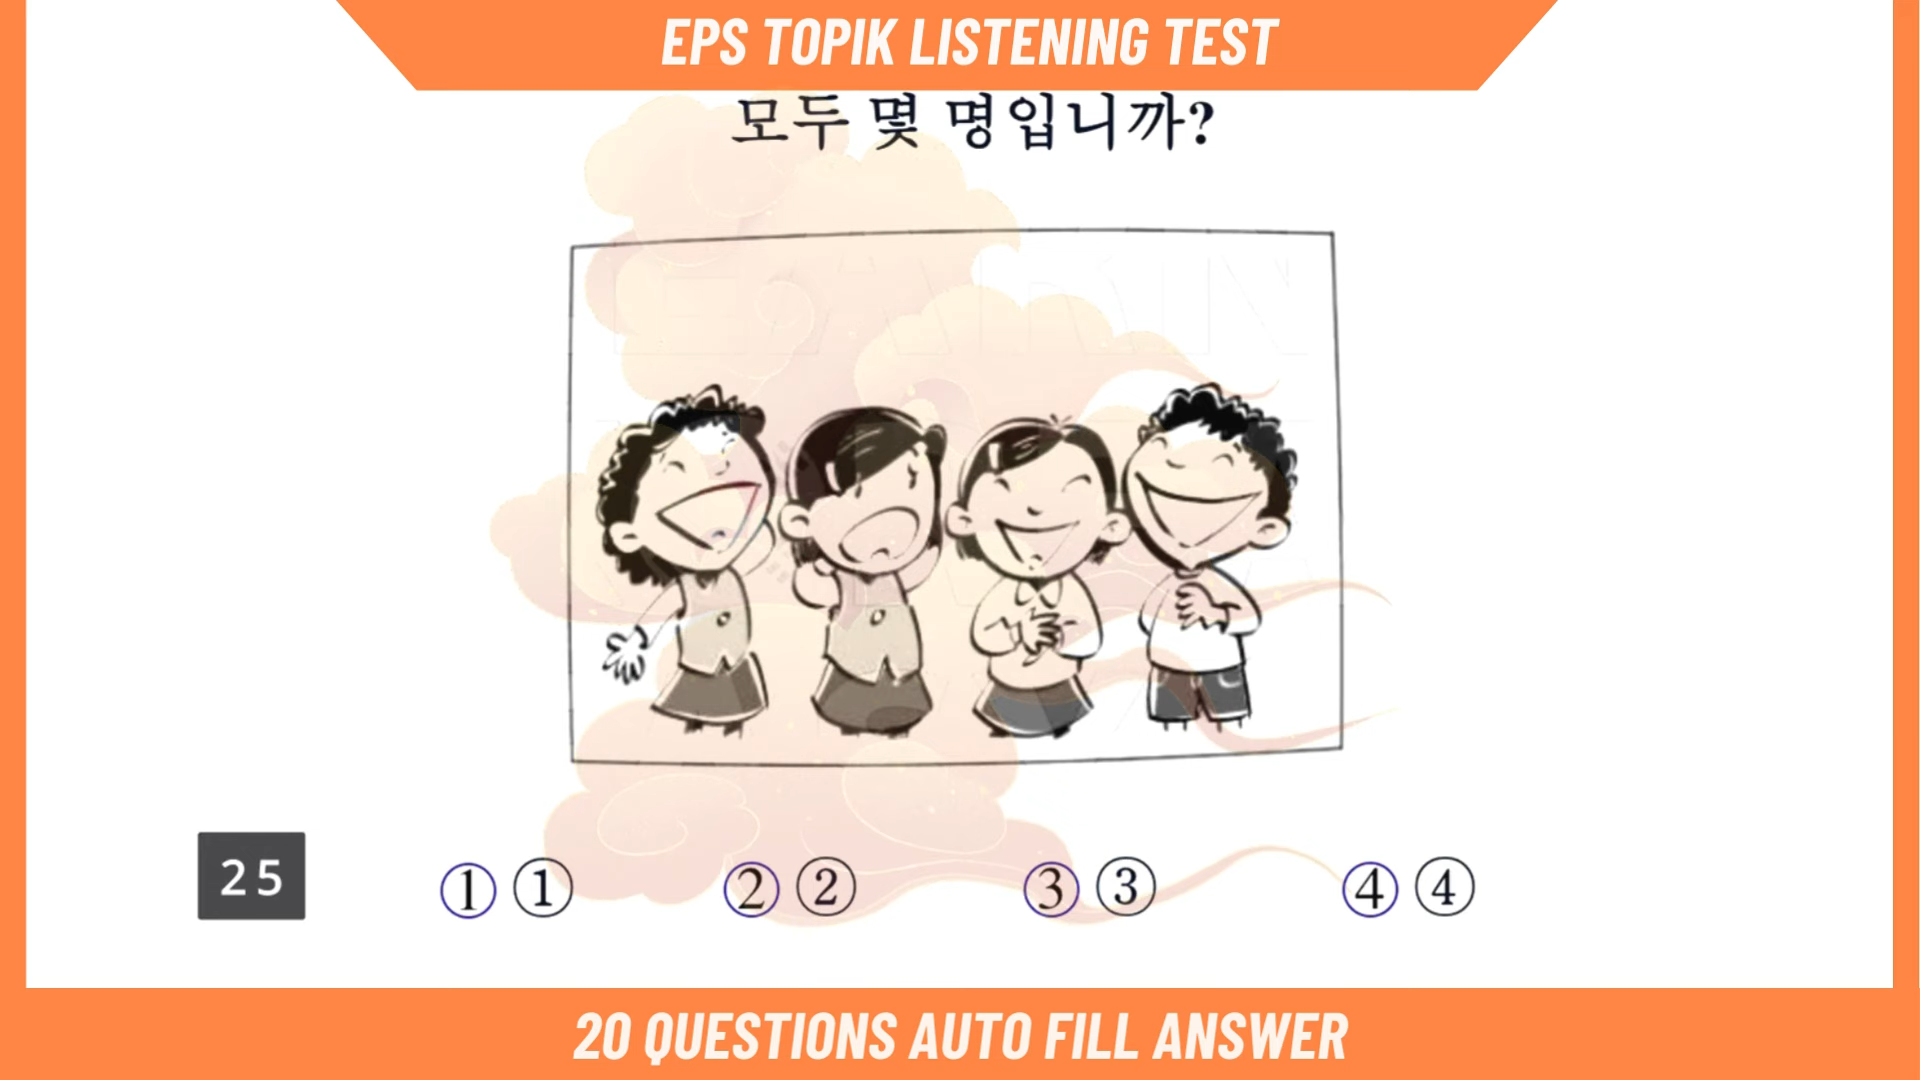 EPS TOPIK LISTENING TEST
모두 몇 명입니까?
25 ① ① ② ② ③ ③ ④ ④
20 QUESTIONS AUTO FILL ANSWER